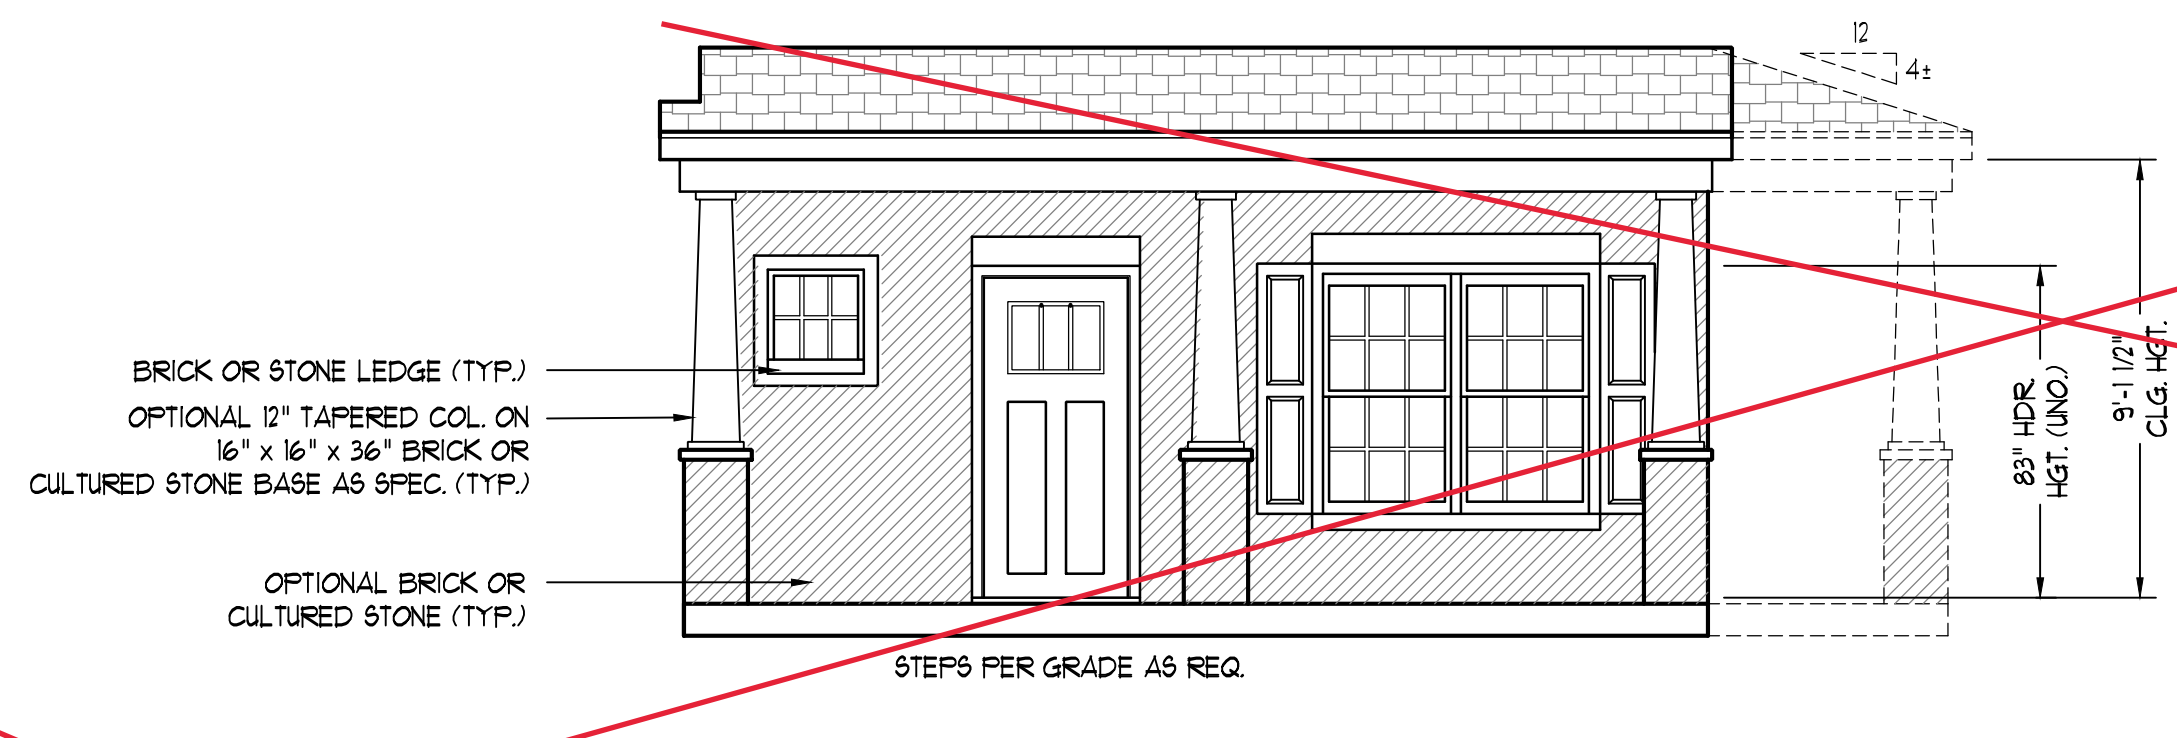 12
4±
BRICK OR STONE LEDGE (TYP.)
OPTIONAL 12" TAPERED COL. ON
16" x 16" x 36" BRICK OR
CULTURED STONE BASE AS SPEC. (TYP.)
OPTIONAL BRICK OR
CULTURED STONE (TYP.)
83" HDR.
HGT. (UNO.)
9'-1 1/2"
CLG. HGT.
STEPS PER GRADE AS REQ.